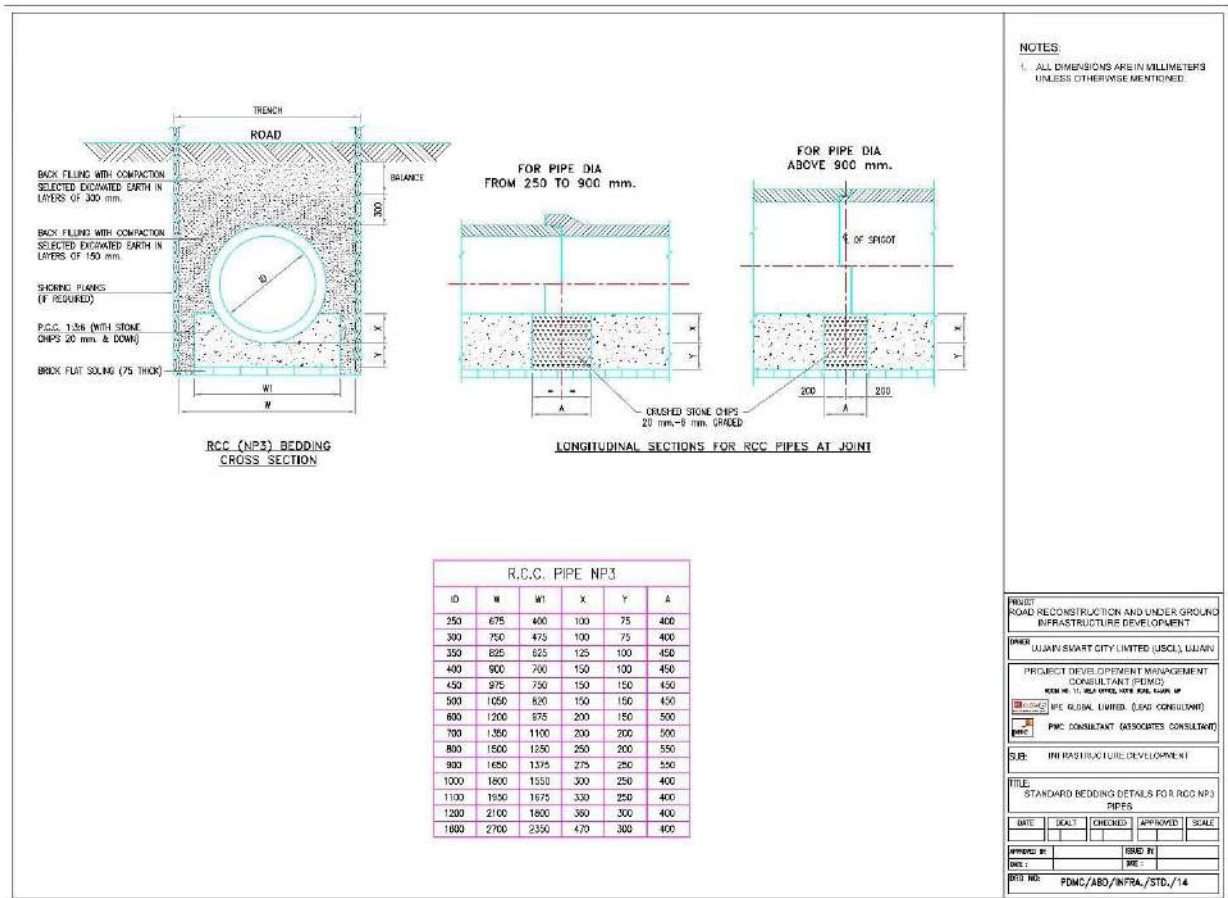 TRENCH
ROAD
BACK FILLING WITH COMPACTION
SELECTED EXCAVATED EARTH IN
LAYERS OF 300 mm.
BALANCE
300
BACK FILLING WITH COMPACTION
SELECTED EXCAVATED EARTH IN
LAYERS OF 150 mm.
ID
SHORING PLANKS
(IF REQUIRED)
P.C.C. 1:3:6 (WITH STONE
CHIPS 20 mm. & DOWN)
X
Y
BRICK FLAT SOLING (75 THICK)
W1
W
RCC (NP3) BEDDING
CROSS SECTION
FOR PIPE DIA
FROM 250 TO 900 mm.
X
Y
= =
A
FOR PIPE DIA
ABOVE 900 mm.
OF SPIGOT
X
Y
200 200
A
CRUSHED STONE CHIPS
20 mm.-6 mm. GRADED
LONGITUDINAL SECTIONS FOR RCC PIPES AT JOINT
R.C.C. PIPE NP3
ID W W1 X Y A
250 675 400 100 75 400
300 750 475 100 75 400
350 825 625 125 100 450
400 900 700 150 100 450
450 975 750 150 150 450
500 1050 820 150 150 450
600 1200 975 200 150 500
700 1350 1100 200 200 500
800 1500 1250 250 200 550
900 1650 1375 275 250 550
1000 1800 1550 300 250 400
1100 1950 1675 330 250 400
1200 2100 1800 360 300 400
1600 2700 2350 470 300 400
NOTES:
1. ALL DIMENSIONS ARE IN MILLIMETERS
UNLESS OTHERWISE MENTIONED.
PROJECT
ROAD RECONSTRUCTION AND UNDER GROUND
INFRASTRUCTURE DEVELOPMENT
OWNER
UJJAIN SMART CITY LIMITED (USCL), UJJAIN
PROJECT DEVELOPEMENT MANAGEMENT
CONSULTANT (PDMC)
IPE GLOBAL LIMITED. (LEAD CONSULTANT)
PMC CONSULTANT (ASSOCIATES CONSULTANT)
SUB: INFRASTRUCTURE DEVELOPMENT
TITLE:
STANDARD BEDDING DETAILS FOR RCC NP3
PIPES
DATE DEALT CHECKED APPROVED SCALE
APPROVED BY ISSUED BY
DATE : DATE :
DRG NO: PDMC/ABD/INFRA./STD./14